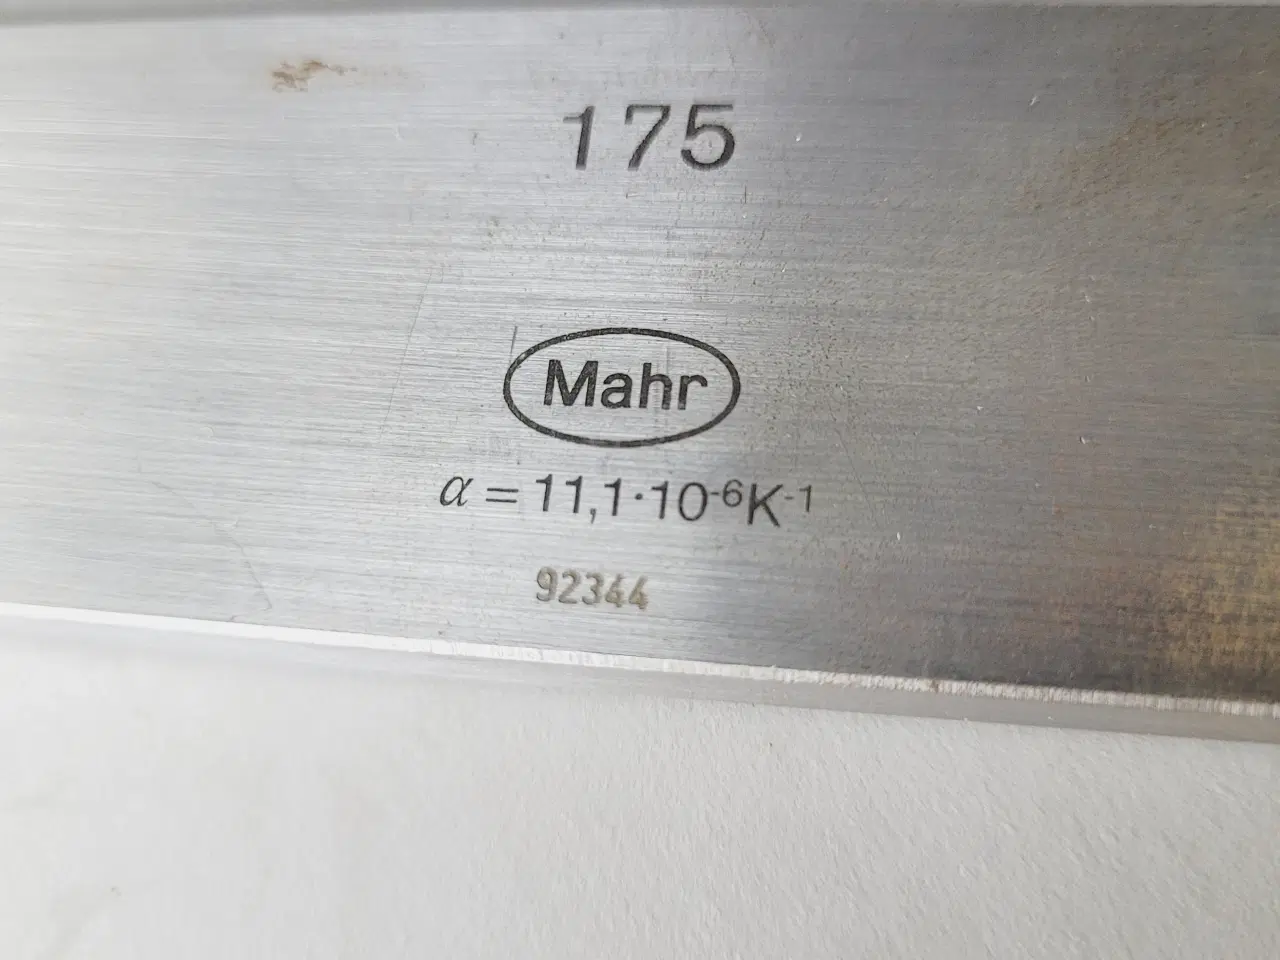 175
Mahr
α = 11,1·10⁻⁶K⁻¹
92344